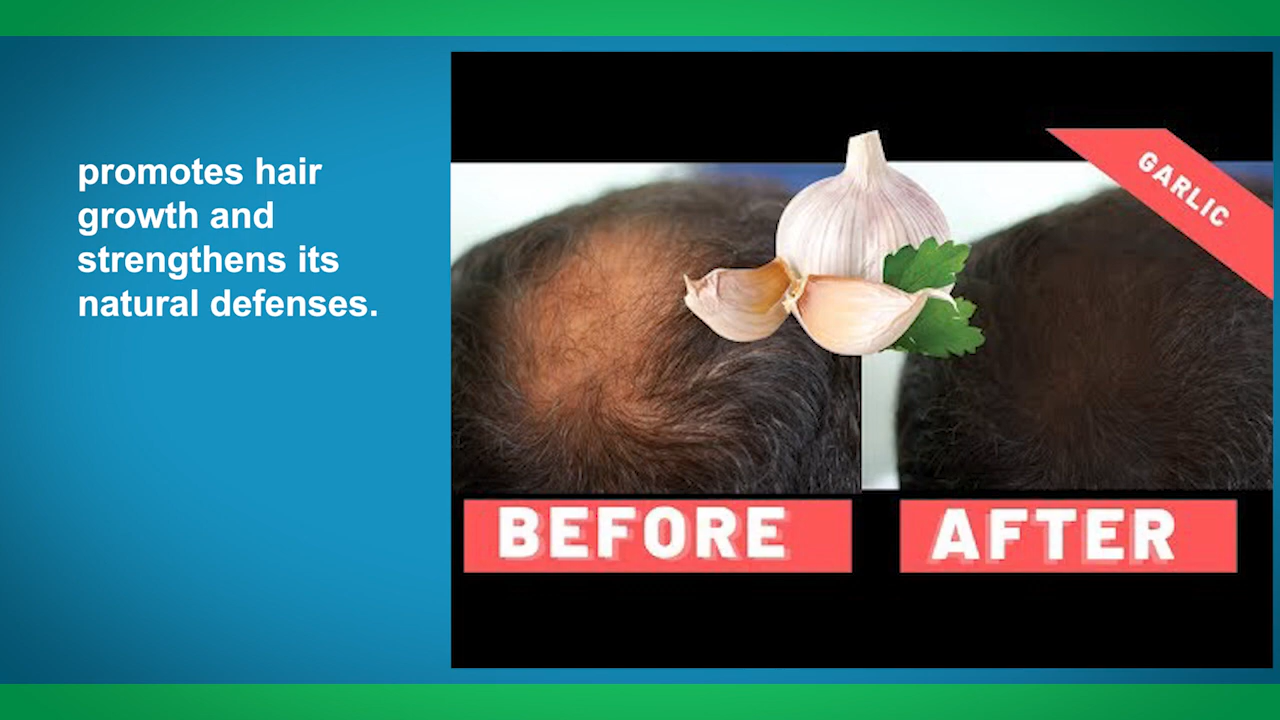 promotes hair
growth and
strengthens its
natural defenses.
GARLIC
BEFORE
AFTER